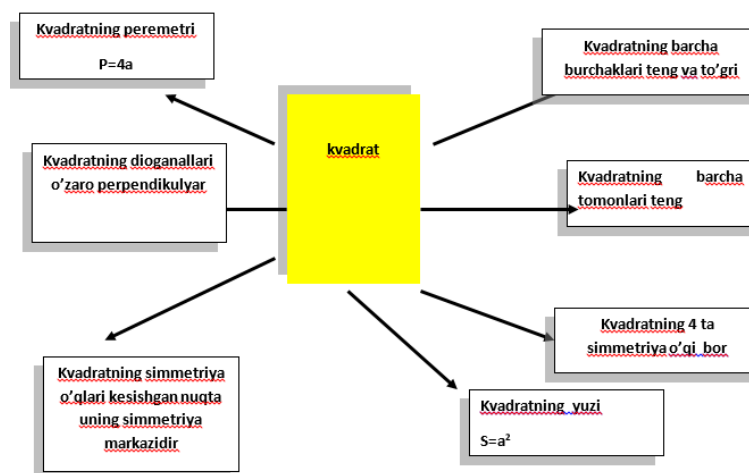 Kvadratning peremetri
P=4a
Kvadratning barcha
burchaklari teng va to’gri
kvadrat
Kvadratning dioganallari
o’zaro perpendikulyar
Kvadratning barcha
tomonlari teng
Kvadratning 4 ta
simmetriya o’qi bor
Kvadratning simmetriya
o’qlari kesishgan nuqta
uning simmetriya
markazidir
Kvadratning yuzi
S=a²